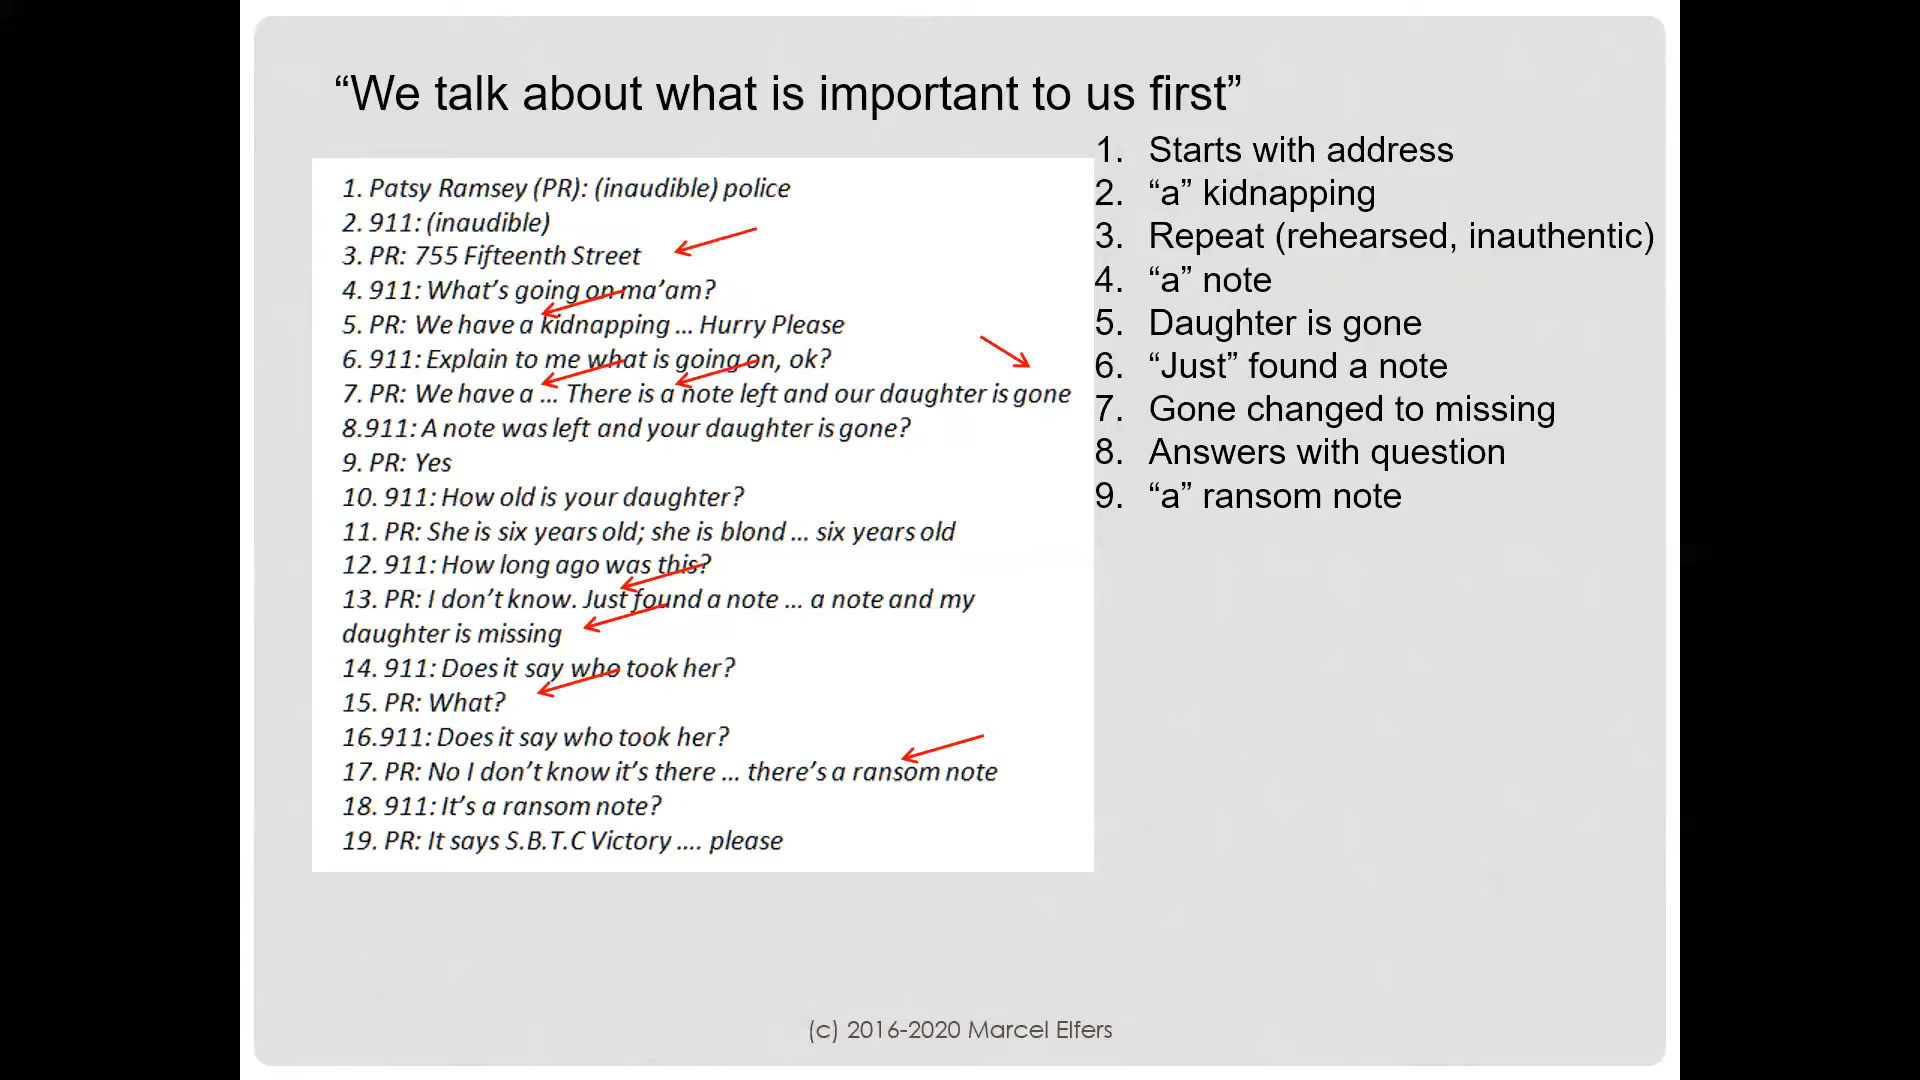 “We talk about what is important to us first”
1. Patsy Ramsey (PR): (inaudible) police
2. 911: (inaudible)
3. PR: 755 Fifteenth Street
4. 911: What’s going on ma’am?
5. PR: We have a kidnapping ... Hurry Please
6. 911: Explain to me what is going on, ok?
7. PR: We have a ... There is a note left and our daughter is gone
8.911: A note was left and your daughter is gone?
9. PR: Yes
10. 911: How old is your daughter?
11. PR: She is six years old; she is blond ... six years old
12. 911: How long ago was this?
13. PR: I don’t know. Just found a note ... a note and my
daughter is missing
14. 911: Does it say who took her?
15. PR: What?
16.911: Does it say who took her?
17. PR: No I don’t know it’s there ... there’s a ransom note
18. 911: It’s a ransom note?
19. PR: It says S.B.T.C Victory .... please
1. Starts with address
2. “a” kidnapping
3. Repeat (rehearsed, inauthentic)
4. “a” note
5. Daughter is gone
6. “Just” found a note
7. Gone changed to missing
8. Answers with question
9. “a” ransom note
(c) 2016-2020 Marcel Elfers